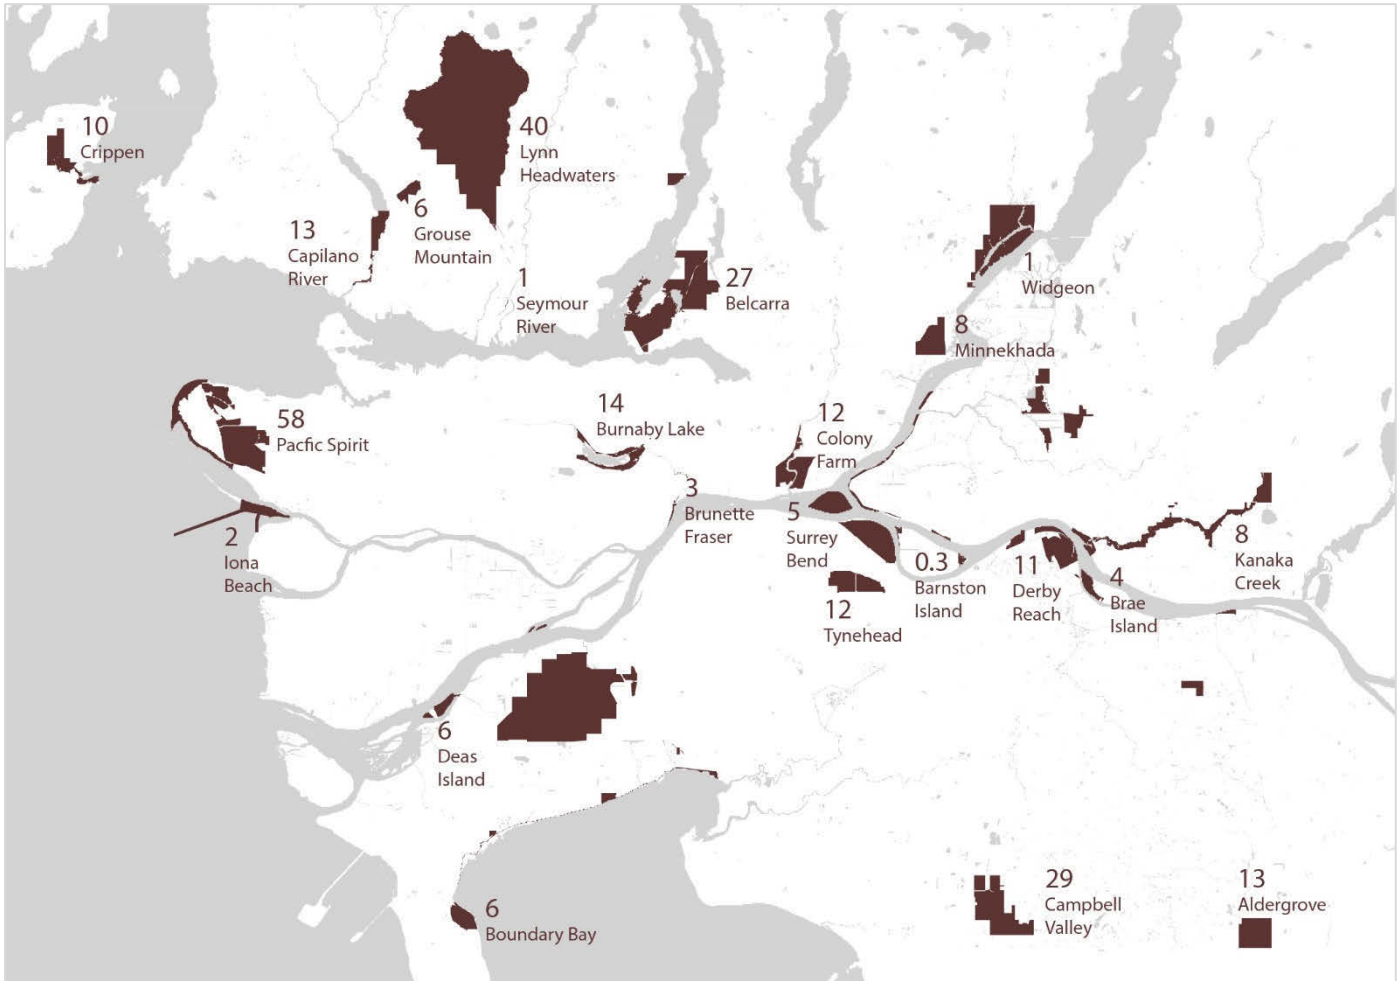 10
Crippen
40
Lynn
Headwaters
13
Capilano
River
6
Grouse
Mountain
1
Seymour
River
27
Belcarra
1
Widgeon
8
Minnekhada
58
Pacfic Spirit
14
Burnaby Lake
12
Colony
Farm
2
Iona
Beach
3
Brunette
Fraser
5
Surrey
Bend
12
Tynehead
0.3
Barnston
Island
11
Derby
Reach
4
Brae
Island
8
Kanaka
Creek
6
Deas
Island
6
Boundary Bay
29
Campbell
Valley
13
Aldergrove